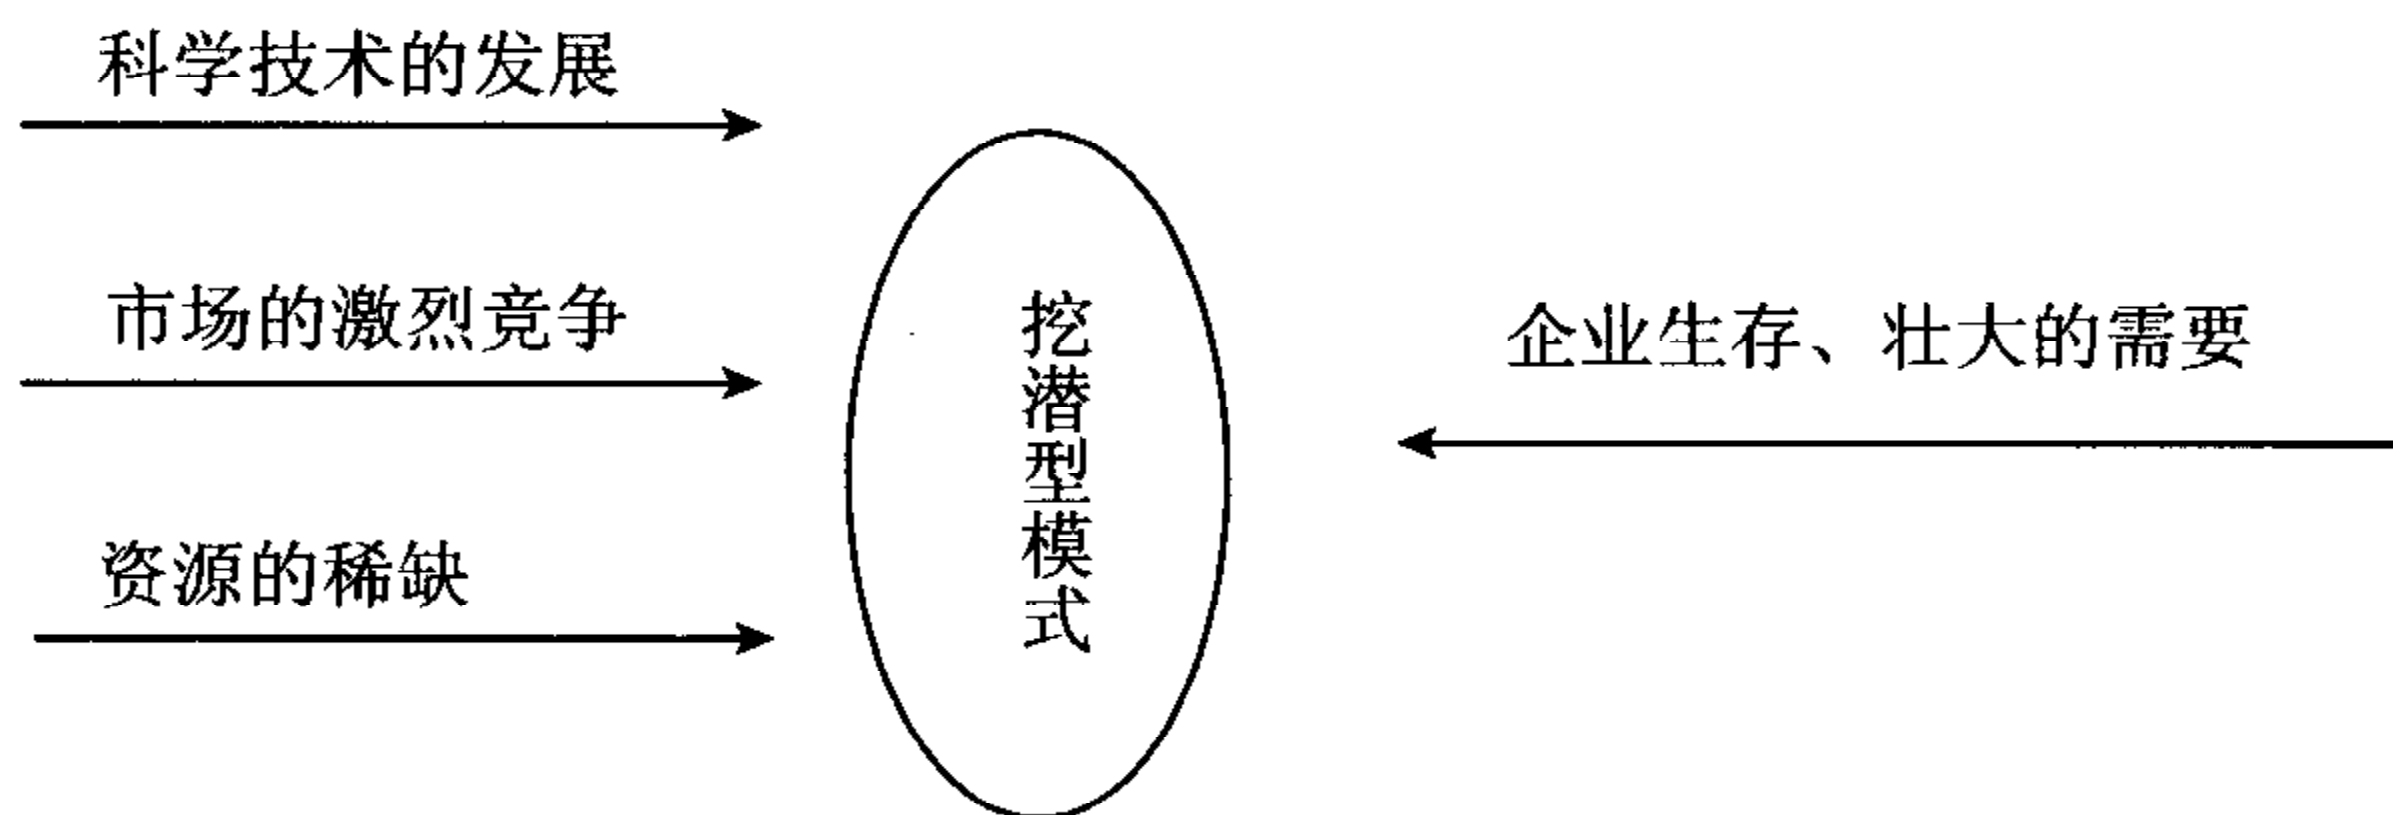 科学技术的发展
市场的激烈竞争
资源的稀缺
挖潜型模式
企业生存、壮大的需要